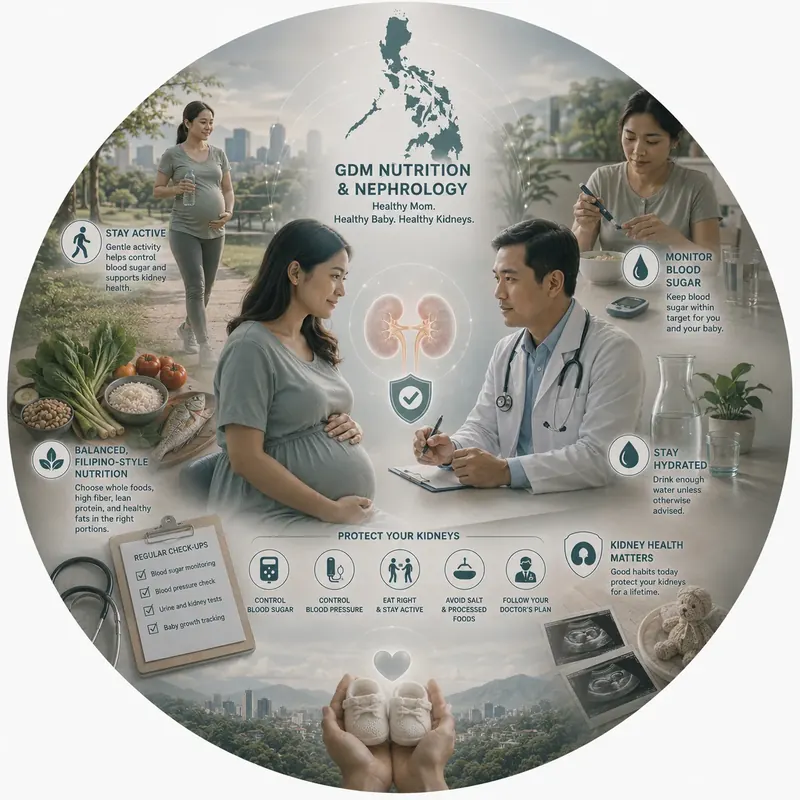 GDM NUTRITION
& NEPHROLOGY
Healthy Mom.
Healthy Baby. Healthy Kidneys.
STAY ACTIVE
Gentle activity
helps control
blood sugar and
supports kidney
health.
MONITOR
BLOOD
SUGAR
Keep blood
sugar within
target for you
and your baby.
BALANCED,
FILIPINO-STYLE
NUTRITION
Choose whole foods,
high fiber, lean
protein, and healthy
fats in the right
portions.
STAY
HYDRATED
Drink enough
water unless
otherwise
advised.
REGULAR CHECK-UPS
Blood sugar monitoring
Blood pressure check
Urine and kidney tests
Baby growth tracking
PROTECT YOUR KIDNEYS
CONTROL
BLOOD SUGAR
CONTROL
BLOOD PRESSURE
EAT RIGHT
& STAY ACTIVE
AVOID SALT
& PROCESSED
FOODS
FOLLOW YOUR
DOCTOR'S PLAN
KIDNEY HEALTH
MATTERS
Good habits today
protect your kidneys
for a lifetime.